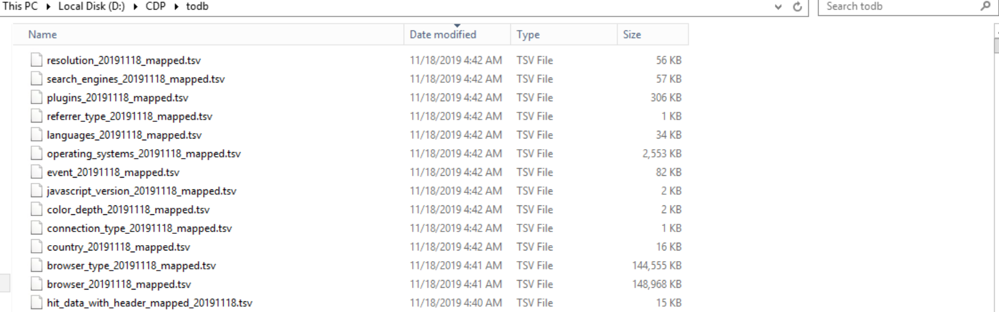 This PC Local Disk (D:) CDP todb Search todb
Name Date modified Type Size
resolution_20191118_mapped.tsv 11/18/2019 4:42 AM TSV File 56 KB
search_engines_20191118_mapped.tsv 11/18/2019 4:42 AM TSV File 57 KB
plugins_20191118_mapped.tsv 11/18/2019 4:42 AM TSV File 306 KB
referrer_type_20191118_mapped.tsv 11/18/2019 4:42 AM TSV File 1 KB
languages_20191118_mapped.tsv 11/18/2019 4:42 AM TSV File 34 KB
operating_systems_20191118_mapped.tsv 11/18/2019 4:42 AM TSV File 2,553 KB
event_20191118_mapped.tsv 11/18/2019 4:42 AM TSV File 82 KB
javascript_version_20191118_mapped.tsv 11/18/2019 4:42 AM TSV File 2 KB
color_depth_20191118_mapped.tsv 11/18/2019 4:42 AM TSV File 2 KB
connection_type_20191118_mapped.tsv 11/18/2019 4:42 AM TSV File 1 KB
country_20191118_mapped.tsv 11/18/2019 4:42 AM TSV File 16 KB
browser_type_20191118_mapped.tsv 11/18/2019 4:41 AM TSV File 144,555 KB
browser_20191118_mapped.tsv 11/18/2019 4:41 AM TSV File 148,968 KB
hit_data_with_header_mapped_20191118.tsv 11/18/2019 4:40 AM TSV File 15 KB